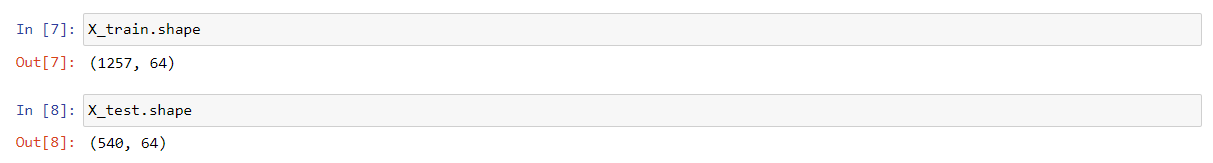 In [7]: X_train.shape
Out[7]: (1257, 64)
In [8]: X_test.shape
Out[8]: (540, 64)